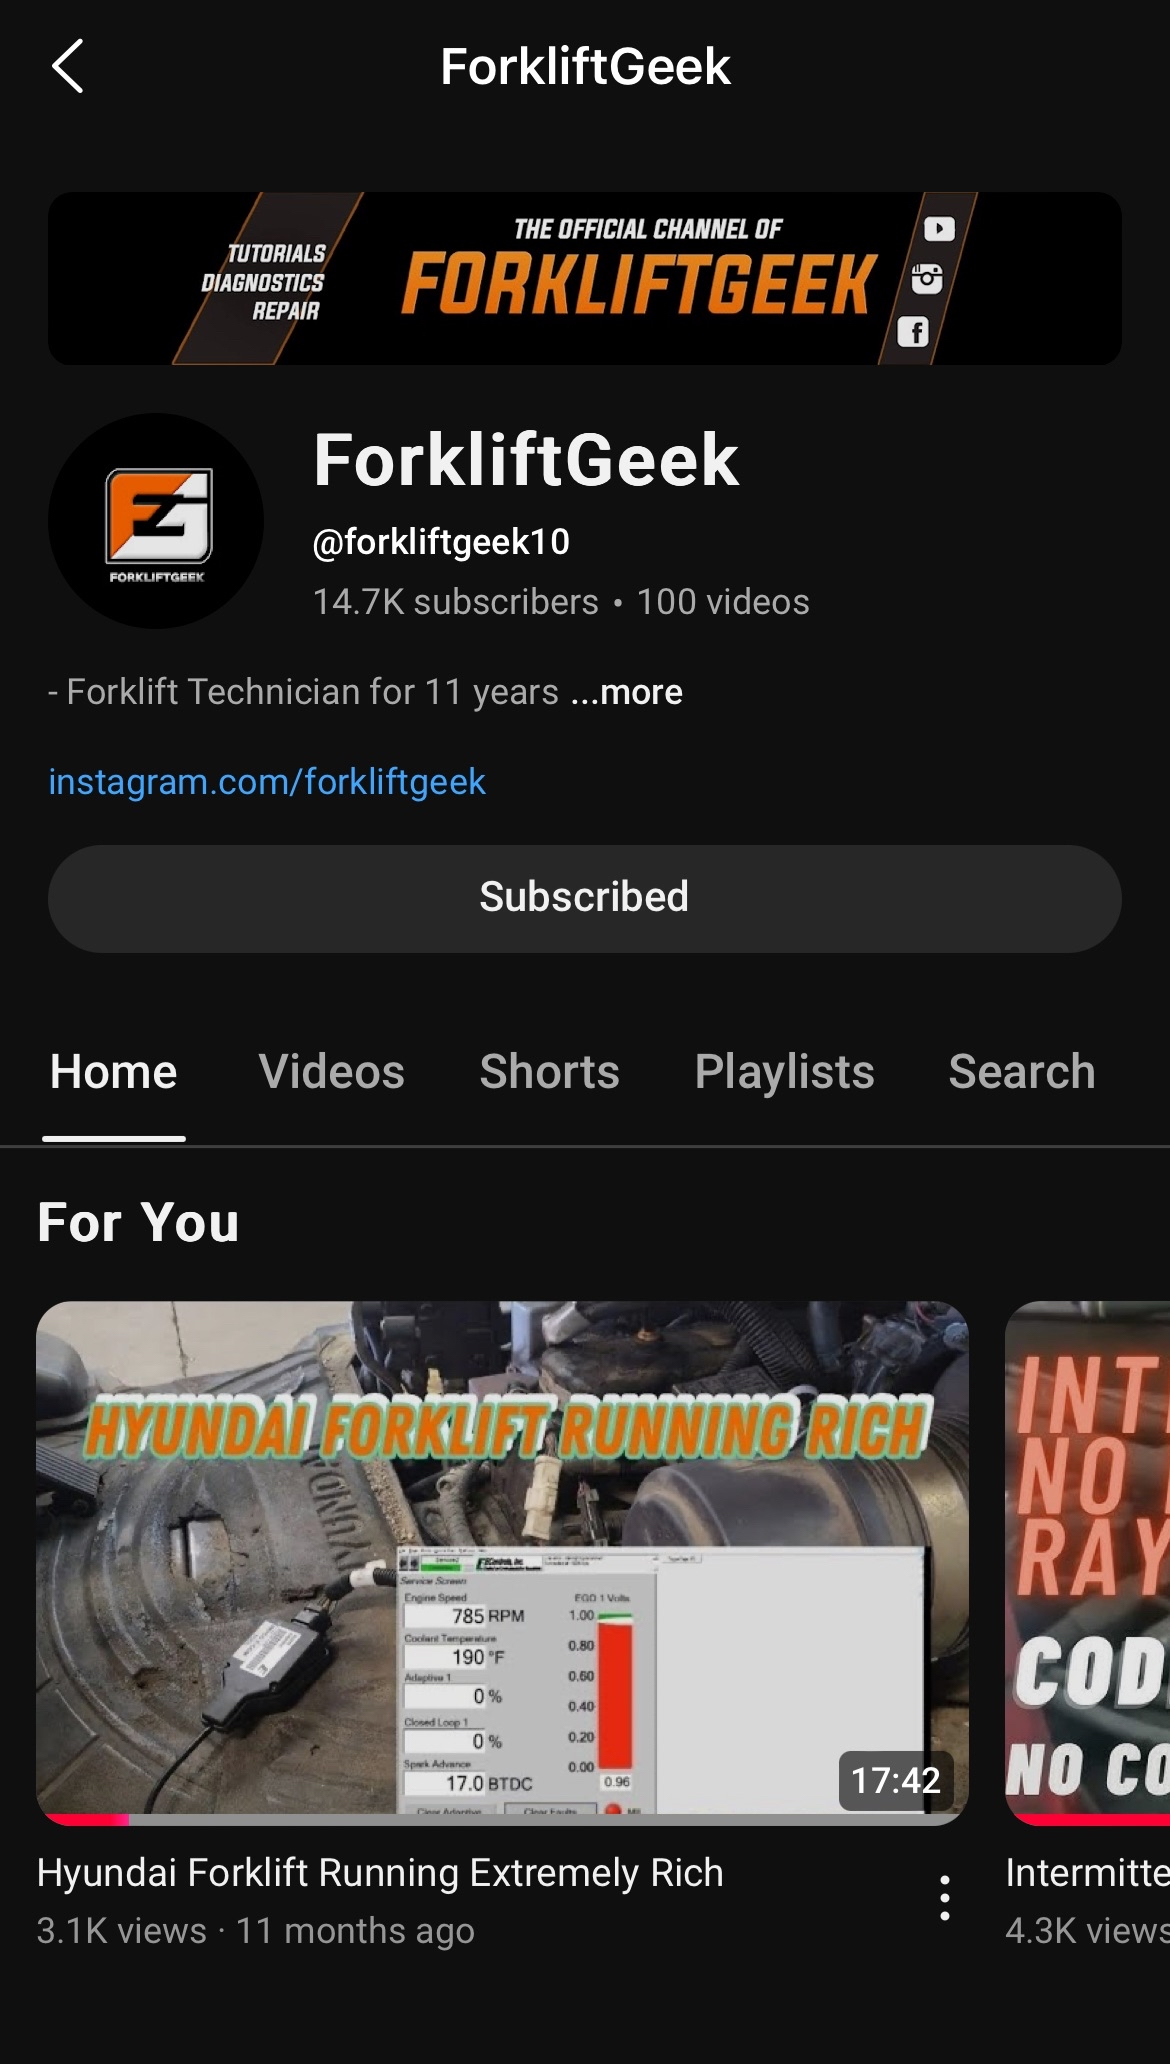 ForkliftGeek
TUTORIALS
DIAGNOSTICS
REPAIR
THE OFFICIAL CHANNEL OF
FORKLIFTGEEK
FORKLIFTGEEK
ForkliftGeek
@forkliftgeek10
14.7K subscribers • 100 videos
- Forklift Technician for 11 years ...more
instagram.com/forkliftgeek
Subscribed
Home
Videos
Shorts
Playlists
Search
For You
HYUNDAI FORKLIFT RUNNING RICH
Service Screen
Engine Speed
785 RPM
Coolant Temperature
190 °F
Adaptive 1
0 %
Closed Loop 1
0 %
Spark Advance
17.0 BTDC
Clear Adaptive
Clear Faults
EGO 1 Volts
1.00
0.80
0.60
0.40
0.20
0.00
0.96
MIL
17:42
Hyundai Forklift Running Extremely Rich
3.1K views · 11 months ago
INT
NO
RAY
COD
NO CO
Intermitte
4.3K views